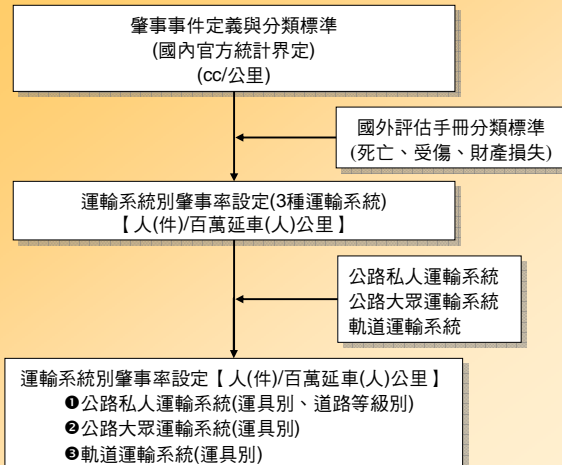 肇事事件定義與分類標準
(國內官方統計界定)
(cc/公里)
國外評估手冊分類標準
(死亡、受傷、財產損失)
運輸系統別肇事率設定(3種運輸系統)
【人(件)/百萬延車(人)公里】
公路私人運輸系統
公路大眾運輸系統
軌道運輸系統
運輸系統別肇事率設定【人(件)/百萬延車(人)公里】
❶公路私人運輸系統(運具別、道路等級別)
❷公路大眾運輸系統(運具別)
❸軌道運輸系統(運具別)